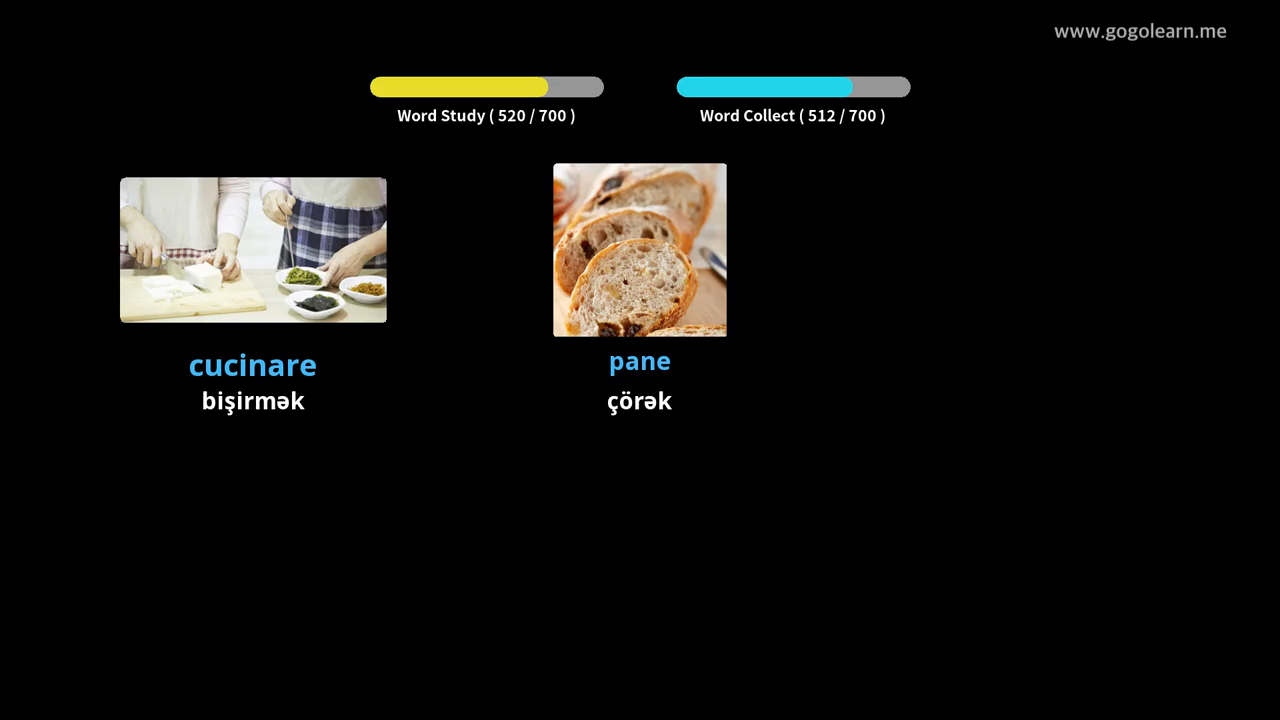 www.gogolearn.me
Word Study ( 520 / 700 )
Word Collect ( 512 / 700 )
cucinare
bişirmək
pane
çörək